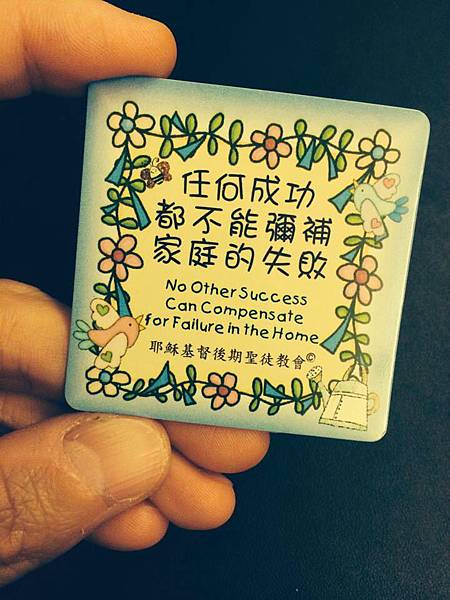 任何成功
都不能彌補
家庭的失敗
No Other Success
Can Compensate
for Failure in the Home
耶穌基督後期聖徒教會©